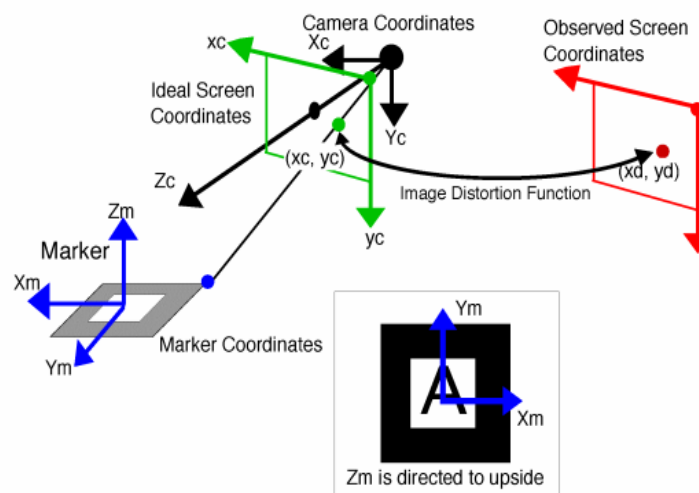 Camera Coordinates
xc
Xc
Observed Screen
Coordinates
Ideal Screen
Coordinates
Yc
(xc, yc)
(xd, yd)
Image Distortion Function
Zc
yc
Zm
Marker
Xm
Ym
Marker Coordinates
Ym
A
Xm
Zm is directed to upside